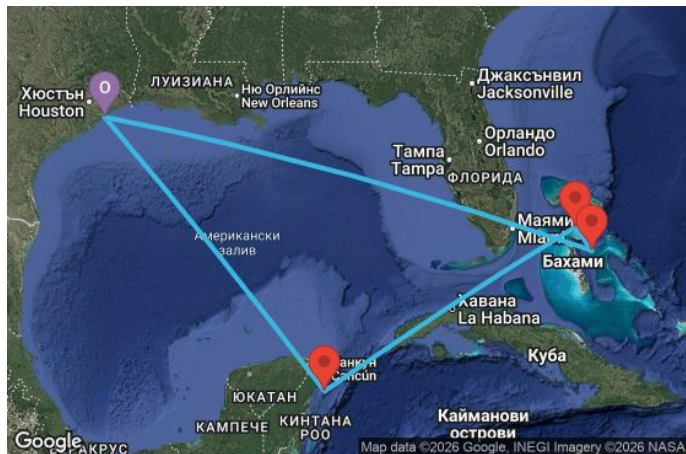 Хюстън
Houston
O
ЛУИЗИАНА
Ню Орлийнс
New Orleans
Джаксънвил
Jacksonville
Орландо
Orlando
Тампа
Tampa
ФЛОРИДА
Маями
Miami
Бахами
Американски
залив
Хавана
La Habana
Куба
Cancún
ЮКАТАН
КАМПЕЧЕ
КИНТАНА
РОО
Кайманови
острови
Google
Map data ©2026 Google, INEGI Imagery ©2026 NASA